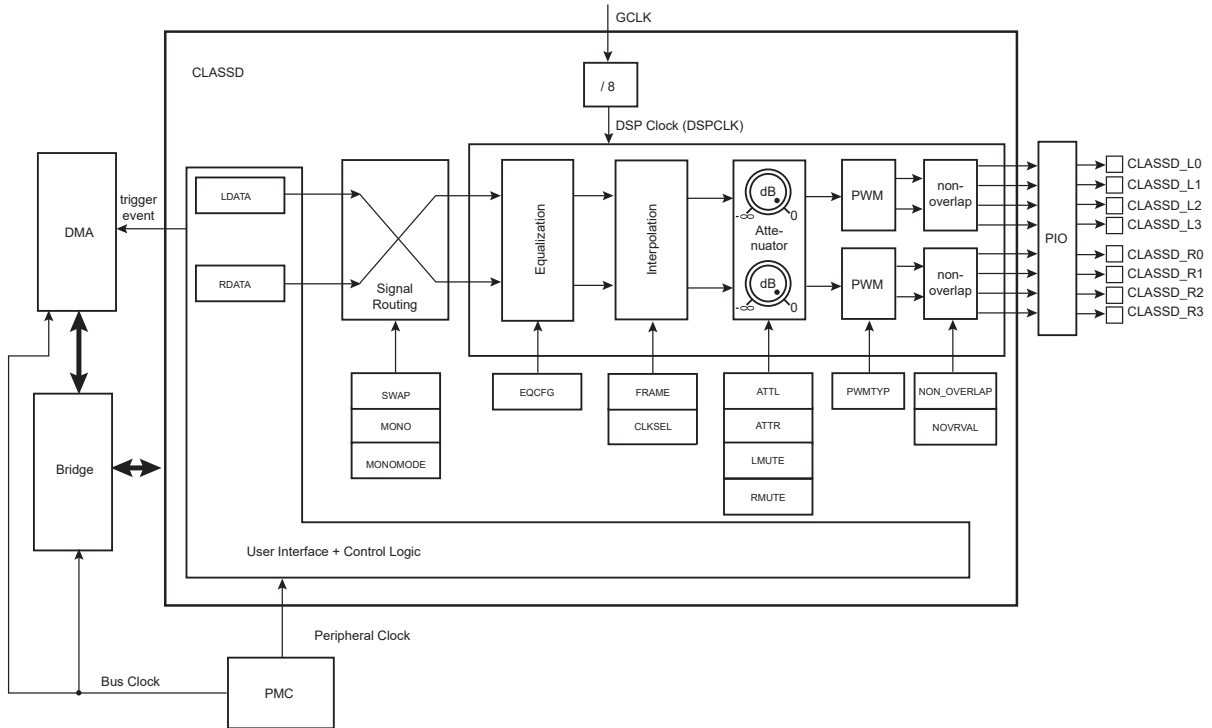 GCLK
CLASSD
/ 8
DSP Clock (DSPCLK)
DMA
trigger
event
LDATA
RDATA
Signal
Routing
Equalization
Interpolation
dB
-∞
0
Atte-
nuator
dB
-∞
0
PWM
PWM
non-
overlap
non-
overlap
PIO
CLASSD_L0
CLASSD_L1
CLASSD_L2
CLASSD_L3
CLASSD_R0
CLASSD_R1
CLASSD_R2
CLASSD_R3
SWAP
MONO
MONOMODE
EQCFG
FRAME
CLKSEL
ATTL
ATTR
LMUTE
RMUTE
PWMTYP
NON_OVERLAP
NOVRVAL
Bridge
User Interface + Control Logic
Peripheral Clock
Bus Clock
PMC